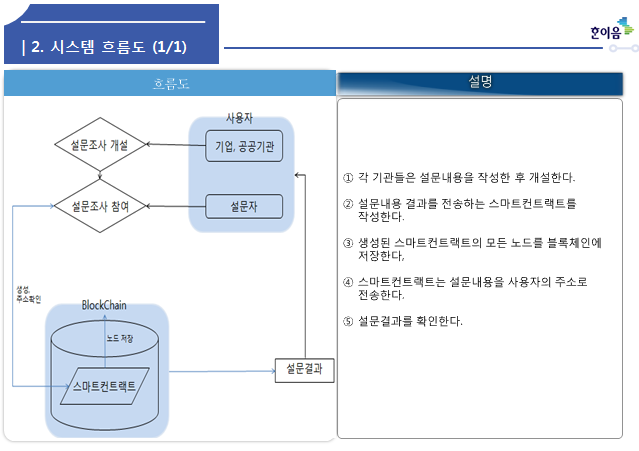 | 2. 시스템 흐름도 (1/1)
한이음
흐름도
설명
사용자
설문조사 개설
기업, 공공기관
설문조사 참여
설문자
생성,
주소확인
BlockChain
노드 저장
스마트컨트랙트
설문결과
① 각 기관들은 설문내용을 작성한 후 개설한다.
② 설문내용 결과를 전송하는 스마트컨트랙트를
작성한다.
③ 생성된 스마트컨트랙트의 모든 노드를 블록체인에
저장한다,
④ 스마트컨트랙트는 설문내용을 사용자의 주소로
전송한다.
⑤ 설문결과를 확인한다.